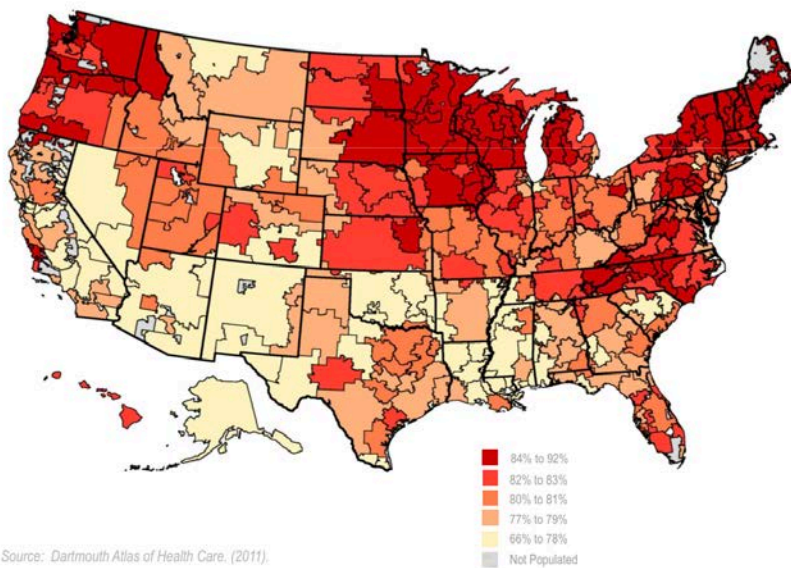 84% to 92%
82% to 83%
80% to 81%
77% to 79%
66% to 78%
Not Populated
Source: Dartmouth Atlas of Health Care. (2011).